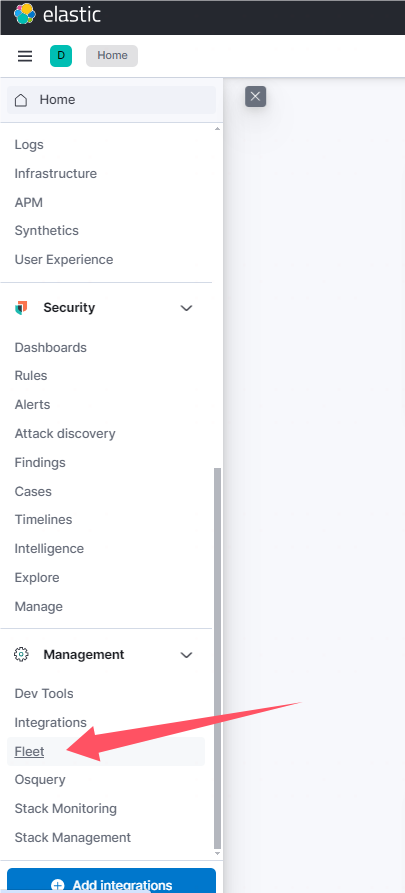 elastic
D Home
Home
Logs
Infrastructure
APM
Synthetics
User Experience
Security
Dashboards
Rules
Alerts
Attack discovery
Findings
Cases
Timelines
Intelligence
Explore
Manage
Management
Dev Tools
Integrations
Fleet
Osquery
Stack Monitoring
Stack Management
Add integrations